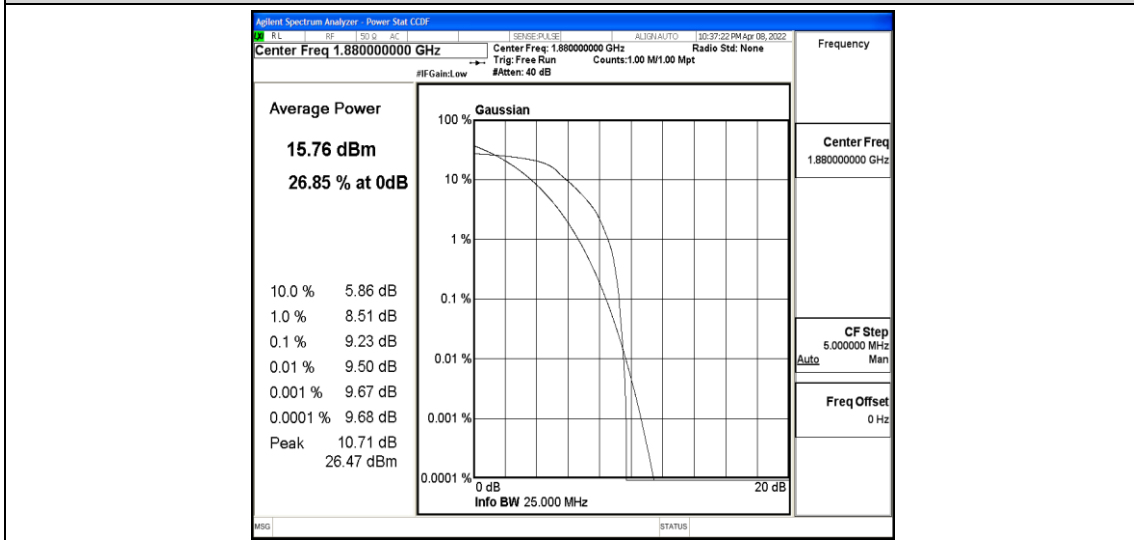 Agilent Spectrum Analyzer - Power Stat CCDF
LXI RL RF 50 Ω AC SENSE:PULSE ALIGN AUTO 10:37:22 PM Apr 08, 2022
Center Freq 1.880000000 GHz
Center Freq: 1.880000000 GHz Radio Std: None
Trig: Free Run Counts:1.00 M/1.00 Mpt
#IFGain:Low #Atten: 40 dB
Frequency
Average Power
15.76 dBm
26.85 % at 0dB
10.0 % 5.86 dB
1.0 % 8.51 dB
0.1 % 9.23 dB
0.01 % 9.50 dB
0.001 % 9.67 dB
0.0001 % 9.68 dB
Peak 10.71 dB
26.47 dBm
Gaussian
100 %
10 %
1 %
0.1 %
0.01 %
0.001 %
0.0001 %
0 dB 20 dB
Info BW 25.000 MHz
Center Freq
1.880000000 GHz
CF Step
5.000000 MHz
Auto Man
Freq Offset
0 Hz
MSG STATUS